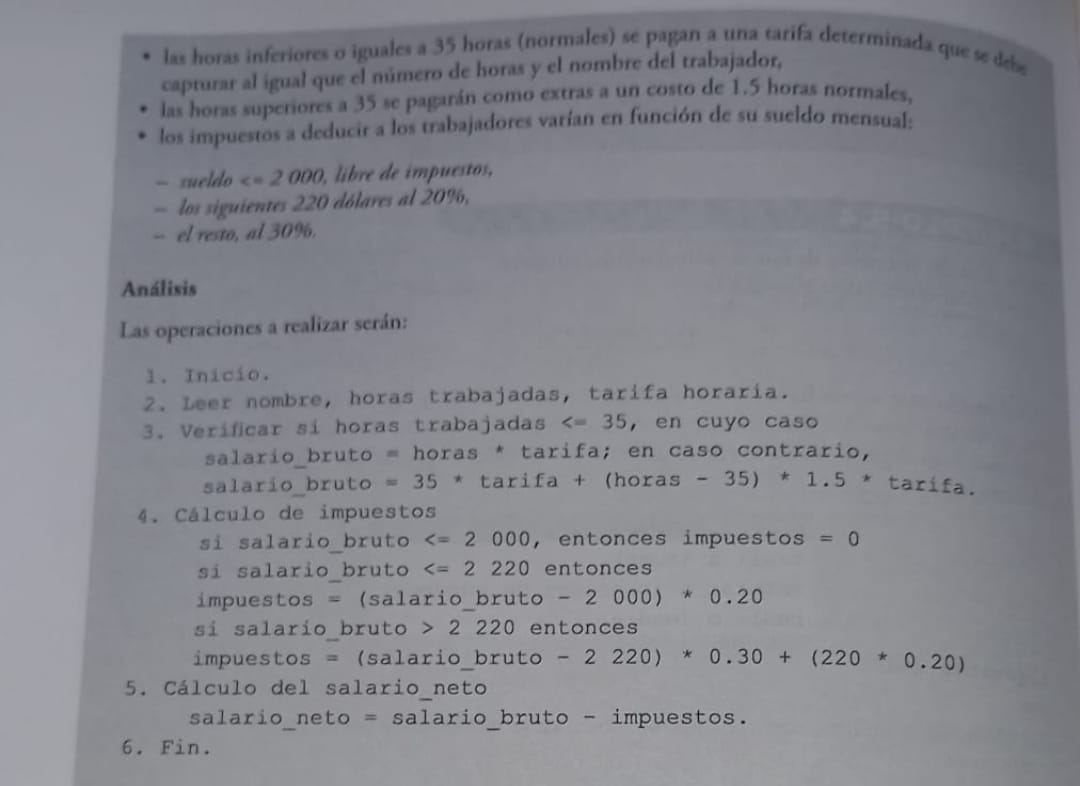 • las horas inferiores o iguales a 35 horas (normales) se pagan a una tarifa determinada que se debe
capturar al igual que el número de horas y el nombre del trabajador,
• las horas superiores a 35 se pagarán como extras a un costo de 1.5 horas normales,
• los impuestos a deducir a los trabajadores varían en función de su sueldo mensual:
— sueldo <= 2 000, libre de impuestos,
— los siguientes 220 dólares al 20%,
— el resto, al 30%.
Análisis
Las operaciones a realizar serán:
1. Inicio.
2. Leer nombre, horas trabajadas, tarifa horaria.
3. Verificar si horas trabajadas <= 35, en cuyo caso
salario_bruto = horas * tarifa; en caso contrario,
salario_bruto = 35 * tarifa + (horas - 35) * 1.5 * tarifa.
4. Cálculo de impuestos
si salario_bruto <= 2 000, entonces impuestos = 0
si salario_bruto <= 2 220 entonces
impuestos = (salario_bruto - 2 000) * 0.20
si salario_bruto > 2 220 entonces
impuestos = (salario_bruto - 2 220) * 0.30 + (220 * 0.20)
5. Cálculo del salario_neto
salario_neto = salario_bruto - impuestos.
6. Fin.